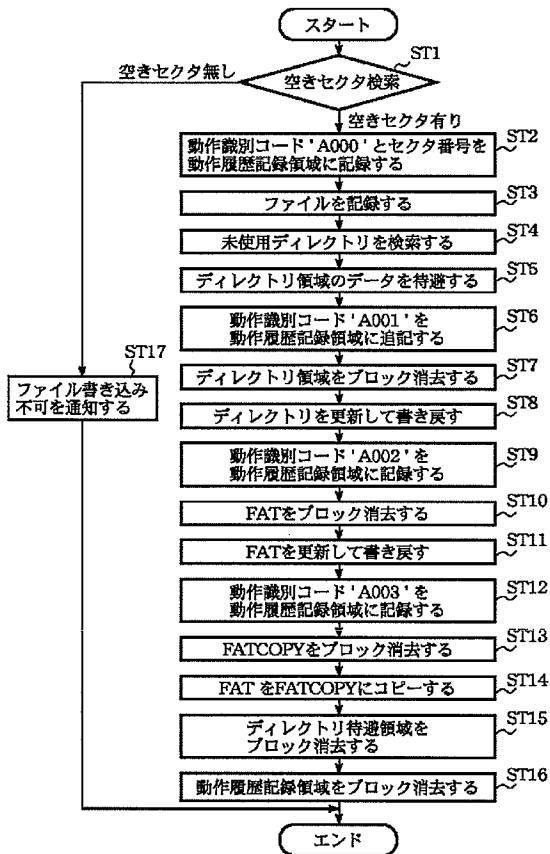 スタート
ST1
空きセクタ無し
空きセクタ検索
空きセクタ有り
ST2
動作識別コード'A000'とセクタ番号を
動作履歴記録領域に記録する
ST3
ファイルを記録する
ST4
未使用ディレクトリを検索する
ST5
ディレクトリ領域のデータを待避する
ST6
動作識別コード'A001'を
動作履歴記録領域に追記する
ST17
ファイル書き込み
不可を通知する
ST7
ディレクトリ領域をブロック消去する
ST8
ディレクトリを更新して書き戻す
ST9
動作識別コード'A002'を
動作履歴記録領域に記録する
ST10
FATをブロック消去する
ST11
FATを更新して書き戻す
ST12
動作識別コード'A003'を
動作履歴記録領域に記録する
ST13
FATCOPYをブロック消去する
ST14
FAT をFATCOPYにコピーする
ST15
ディレクトリ待避領域を
ブロック消去する
ST16
動作履歴記録領域をブロック消去する
エンド